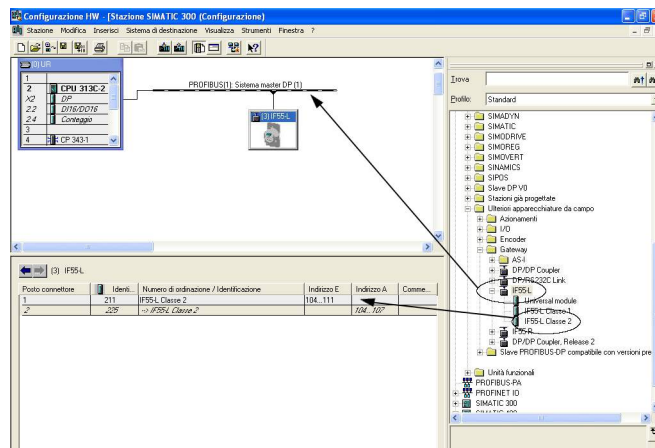 Configurazione HW - [Stazione SIMATIC 300 (Configurazione)
Stazione Modifica Inserisci Sistema di destinazione Visualizza Strumenti Finestra ?
(0) UR
1
2 CPU 313C-2
X2 DP
2.2 DI16/DO16
2.4 Conteggio
3
4 CP 343-1
PROFIBUS(1): Sistema master DP (1)
(3) IF55-L
Trova
Profilo: Standard
SIMADYN
SIMATIC
SIMODRIVE
SIMOREG
SIMOVERT
SINAMICS
SIPOS
Slave DP V0
Stazioni già progettate
Ulteriori apparecchiature da campo
Azionamenti
I/O
Encoder
Gateway
AS-I
DP/DP Coupler
DP/RS232C Link
IF55-L
Universal module
IF55-L Classe 1
IF55-L Classe 2
IF55-R
DP/DP Coupler, Release 2
Slave PROFIBUS-DP compatibile con versioni pre
Unità funzionali
PROFIBUS-PA
PROFINET IO
SIMATIC 300
SIMATIC 400
(3) IF55-L
Posto connettore Identi... Numero di ordinazione / Identificazione Indirizzo E Indirizzo A Comme...
1 211 IF55-L Classe 2 104...111
2 225 -> IF55-L Classe 2 104...107